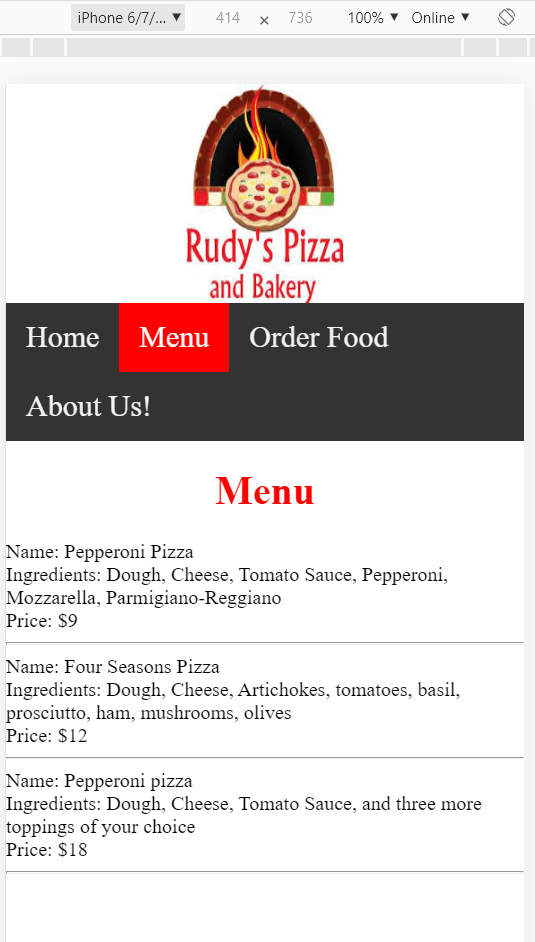 iPhone 6/7/... ▼ 414 × 736 100% ▼ Online ▼
Rudy's Pizza
and Bakery
Home Menu Order Food
About Us!
Menu
Name: Pepperoni Pizza
Ingredients: Dough, Cheese, Tomato Sauce, Pepperoni,
Mozzarella, Parmigiano-Reggiano
Price: $9
Name: Four Seasons Pizza
Ingredients: Dough, Cheese, Artichokes, tomatoes, basil,
prosciutto, ham, mushrooms, olives
Price: $12
Name: Pepperoni pizza
Ingredients: Dough, Cheese, Tomato Sauce, and three more
toppings of your choice
Price: $18